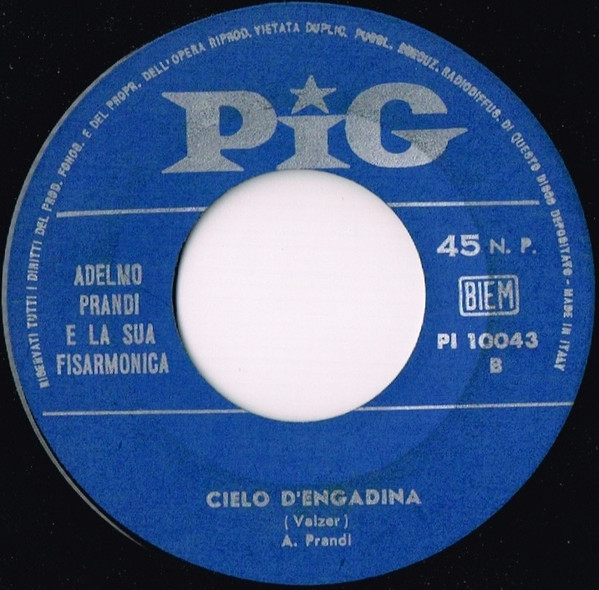 RISERVATI TUTTI I DIRITTI DEL PROD. FONOG. E DEL PROPR. DELL'OPERA RIPROD. VIETATA DUPLIC. PUBBL. ESECUZ. RADIODIFFUS. DI QUESTO DISCO DEPOSITATO - MADE IN ITALY
PiG
45 N. P.
BIEM
PI 10043
B
ADELMO
PRANDI
E LA SUA
FISARMONICA
CIELO D'ENGADINA
(Valzer)
A. Prandi